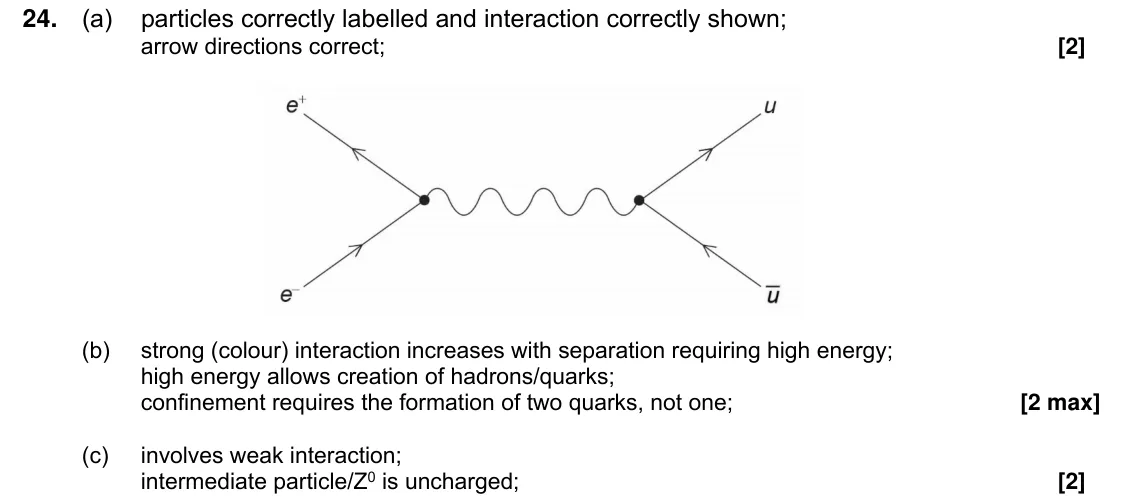 24. (a) particles correctly labelled and interaction correctly shown;
arrow directions correct; [2]
e⁺ u
e⁻ u̅
(b) strong (colour) interaction increases with separation requiring high energy;
high energy allows creation of hadrons/quarks;
confinement requires the formation of two quarks, not one; [2 max]
(c) involves weak interaction;
intermediate particle/Z⁰ is uncharged; [2]